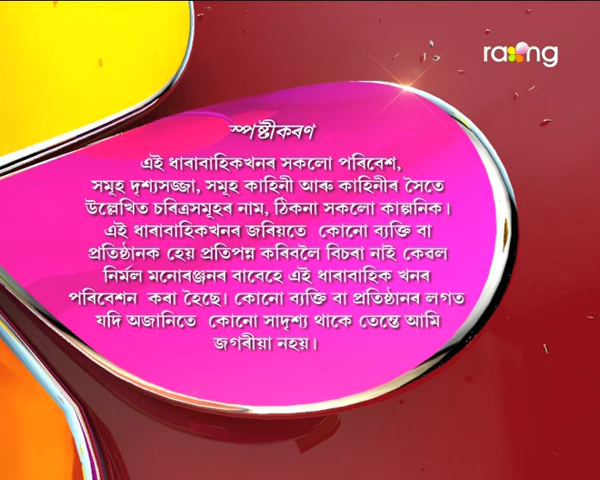 raong
স্পষ্টীকৰণ
এই ধাৰাবাহিকখনৰ সকলো পৰিবেশ,
সমূহ দৃশ্যসজ্জা, সমূহ কাহিনী আৰু কাহিনীৰ সৈতে
উল্লেখিত চৰিত্ৰসমূহৰ নাম, ঠিকনা সকলো কাল্পনিক।
এই ধাৰাবাহিকখনৰ জৰিয়তে কোনো ব্যক্তি বা
প্ৰতিষ্ঠানক হেয় প্ৰতিপন্ন কৰিবলৈ বিচৰা নাই কেৱল
নিৰ্মল মনোৰঞ্জনৰ বাবেহে এই ধাৰাবাহিক খনৰ
পৰিবেশন কৰা হৈছে। কোনো ব্যক্তি বা প্ৰতিষ্ঠানৰ লগত
যদি অজানিতে কোনো সাদৃশ্য থাকে তেন্তে আমি
জগৰীয়া নহয়।